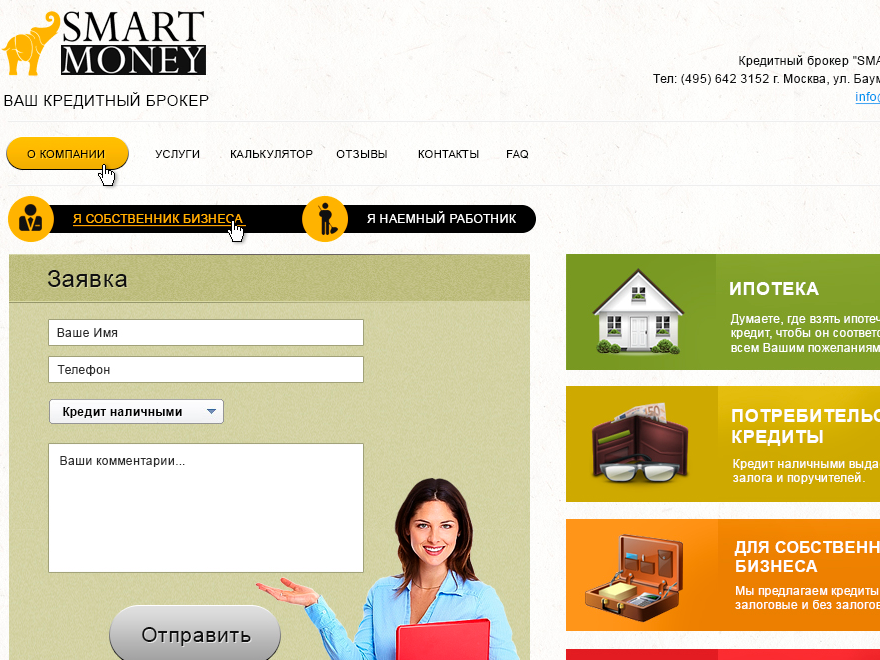 SMART
MONEY
ВАШ КРЕДИТНЫЙ БРОКЕР
Кредитный брокер "SMA
Тел: (495) 642 3152 г. Москва, ул. Баум
info@
О КОМПАНИИ УСЛУГИ КАЛЬКУЛЯТОР ОТЗЫВЫ КОНТАКТЫ FAQ
Я СОБСТВЕННИК БИЗНЕСА Я НАЕМНЫЙ РАБОТНИК
Заявка
Ваше Имя
Телефон
Кредит наличными
Ваши комментарии...
Отправить
ИПОТЕКА
Думаете, где взять ипотеч
кредит, чтобы он соответс
всем Вашим пожеланиям
ПОТРЕБИТЕЛЬС
КРЕДИТЫ
Кредит наличными выда
залога и поручителей.
ДЛЯ СОБСТВЕНН
БИЗНЕСА
Мы предлагаем кредиты
залоговые и без залогов